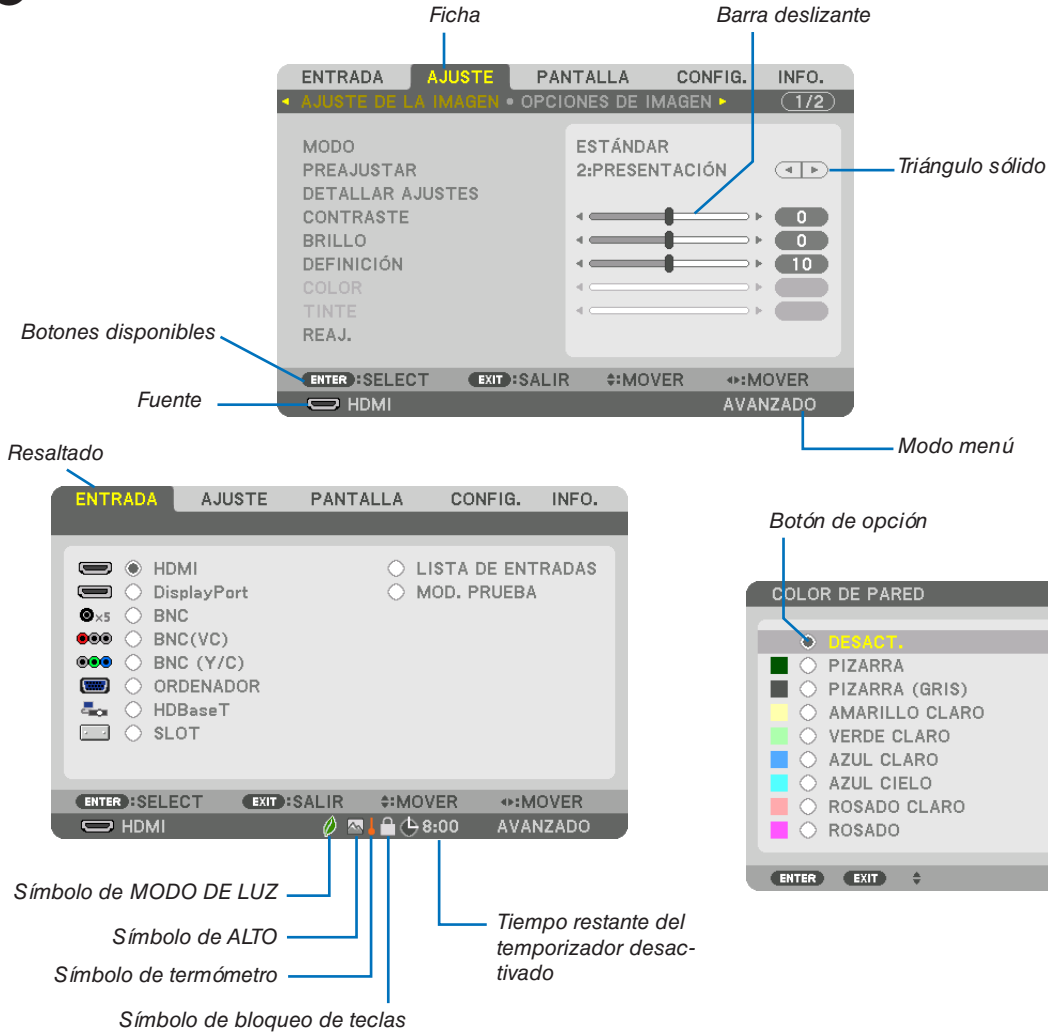 Ficha
Barra deslizante
ENTRADA AJUSTE PANTALLA CONFIG. INFO.
AJUSTE DE LA IMAGEN • OPCIONES DE IMAGEN 1/2
MODO ESTÁNDAR
PREAJUSTAR 2:PRESENTACIÓN
Triángulo sólido
DETALLAR AJUSTES
CONTRASTE 0
BRILLO 0
DEFINICIÓN 10
COLOR
TINTE
REAJ.
Botones disponibles
ENTER :SELECT EXIT :SALIR :MOVER :MOVER
Fuente
HDMI AVANZADO
Modo menú
Resaltado
ENTRADA AJUSTE PANTALLA CONFIG. INFO.
HDMI LISTA DE ENTRADAS
DisplayPort MOD. PRUEBA
×5 BNC
BNC(VC)
BNC (Y/C)
ORDENADOR
HDBaseT
SLOT
ENTER :SELECT EXIT :SALIR :MOVER :MOVER
HDMI 8:00 AVANZADO
Botón de opción
COLOR DE PARED
DESACT.
PIZARRA
PIZARRA (GRIS)
AMARILLO CLARO
VERDE CLARO
AZUL CLARO
AZUL CIELO
ROSADO CLARO
ROSADO
ENTER EXIT
Símbolo de MODO DE LUZ
Símbolo de ALTO
Símbolo de termómetro
Símbolo de bloqueo de teclas
Tiempo restante del
temporizador desac-
tivado